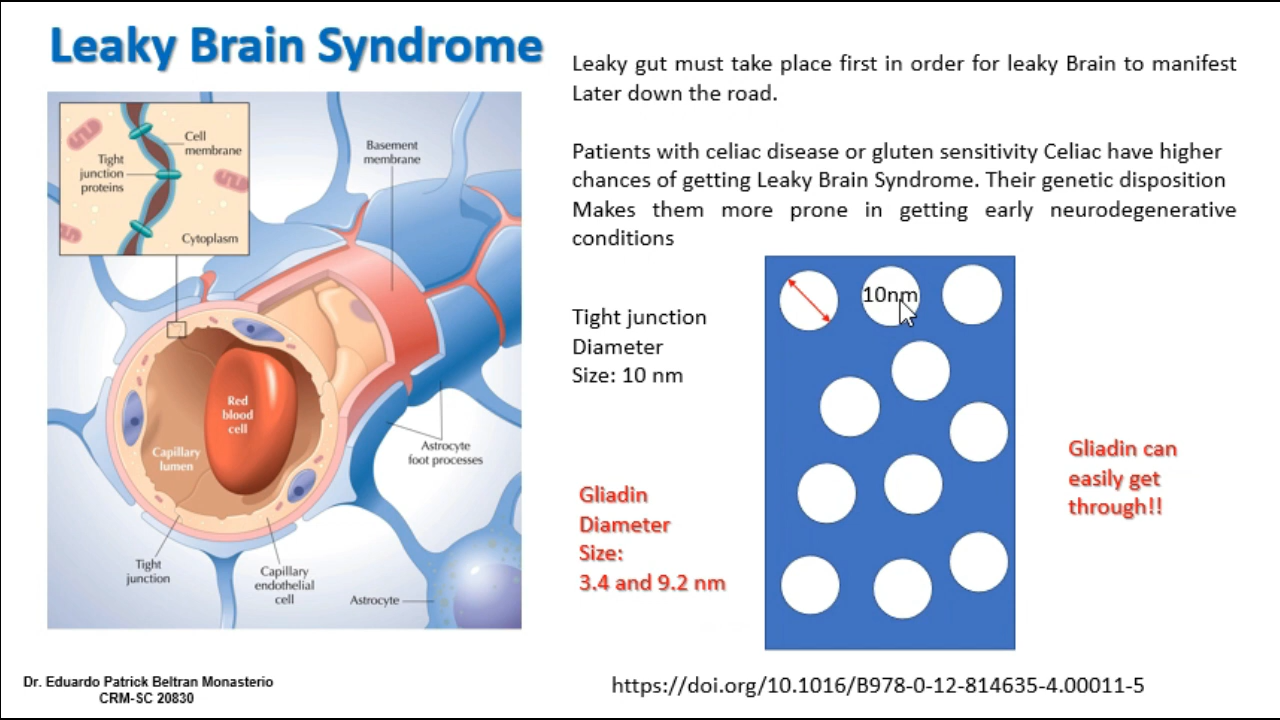 Leaky Brain Syndrome
Leaky gut must take place first in order for leaky Brain to manifest
Later down the road.
Patients with celiac disease or gluten sensitivity Celiac have higher
chances of getting Leaky Brain Syndrome. Their genetic disposition
Makes them more prone in getting early neurodegenerative
conditions
Cell
membrane
Tight
junction
proteins
Cytoplasm
Basement
membrane
Red
blood
cell
Capillary
lumen
Astrocyte
foot processes
Tight
junction
Capillary
endothelial
cell
Astrocyte
Tight junction
Diameter
Size: 10 nm
10nm
Gliadin
Diameter
Size:
3.4 and 9.2 nm
Gliadin can
easily get
through!!
Dr. Eduardo Patrick Beltran Monasterio
CRM-SC 20830
https://doi.org/10.1016/B978-0-12-814635-4.00011-5